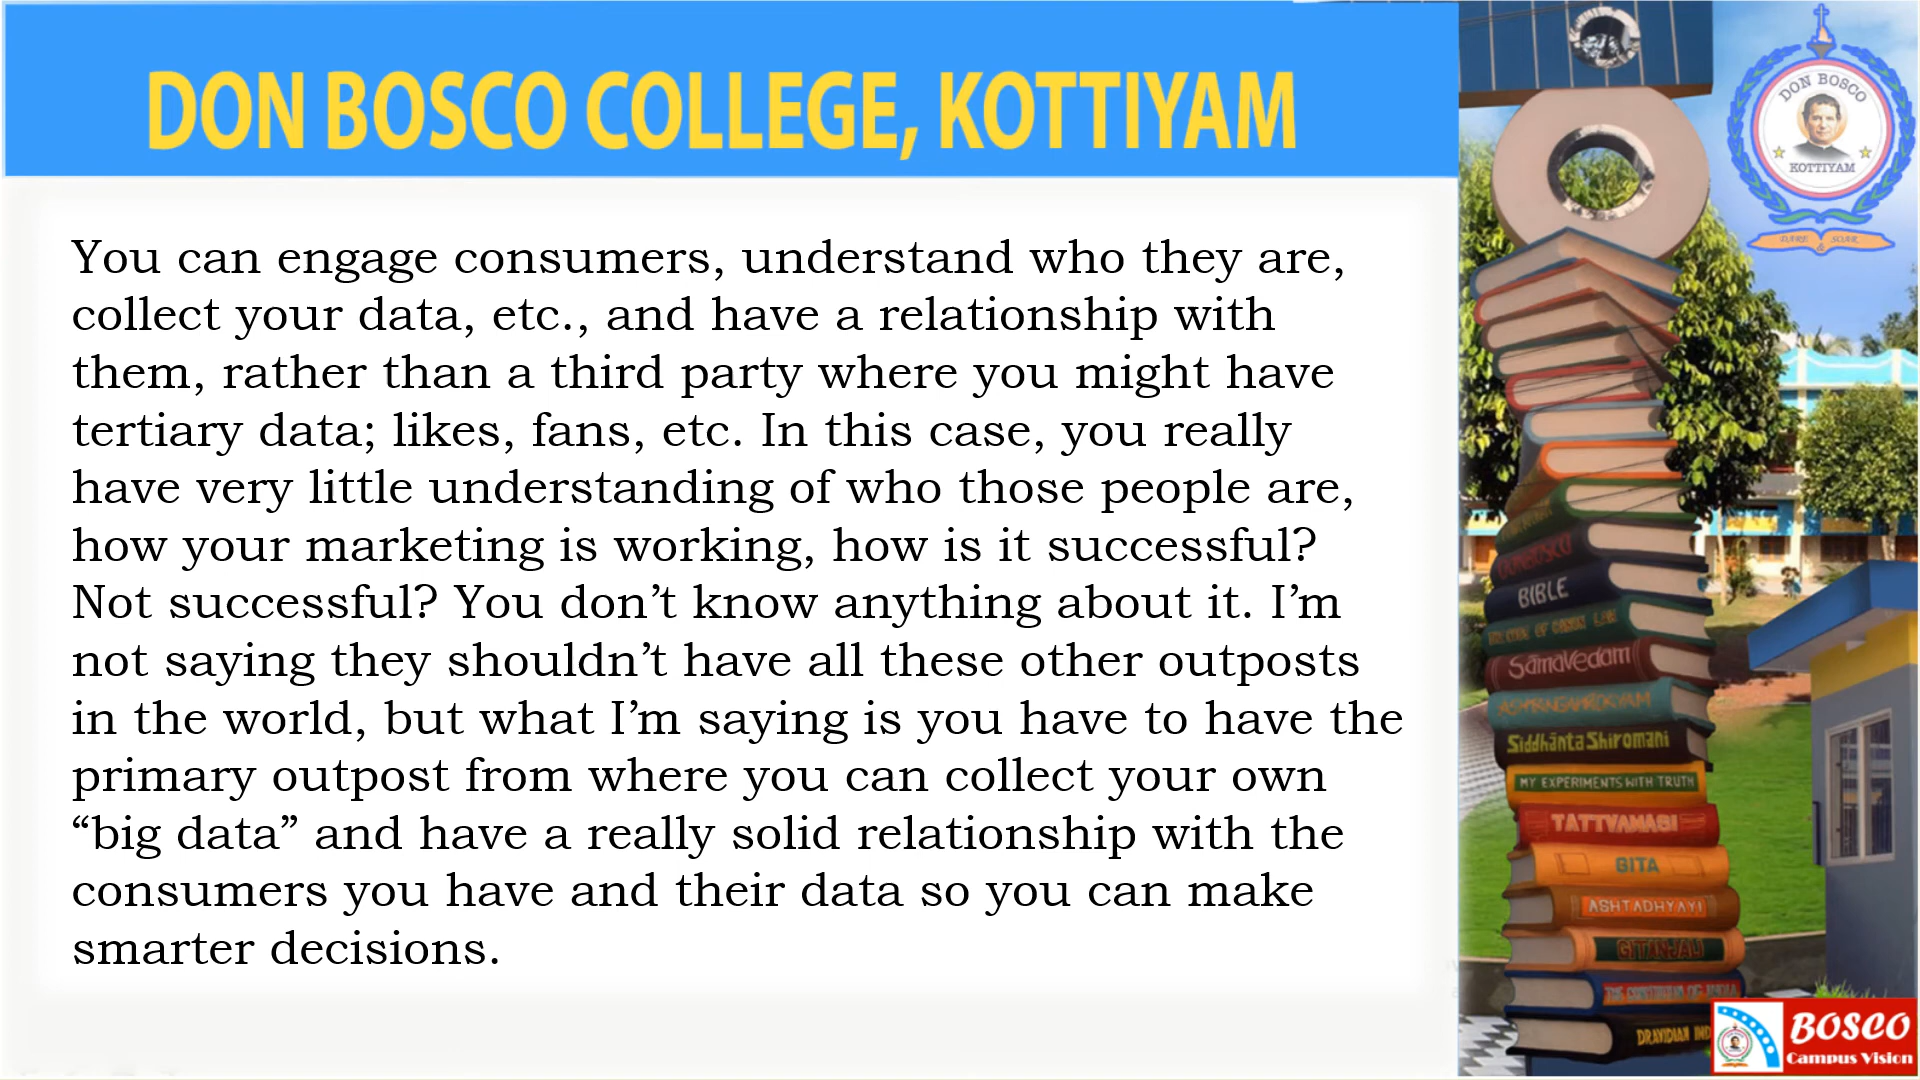 DON BOSCO COLLEGE, KOTTIYAM
You can engage consumers, understand who they are,
collect your data, etc., and have a relationship with
them, rather than a third party where you might have
tertiary data; likes, fans, etc. In this case, you really
have very little understanding of who those people are,
how your marketing is working, how is it successful?
Not successful? You don’t know anything about it. I’m
not saying they shouldn’t have all these other outposts
in the world, but what I’m saying is you have to have the
primary outpost from where you can collect your own
“big data” and have a really solid relationship with the
consumers you have and their data so you can make
smarter decisions.
DON BOSCO
KOTTIYAM
DARE & SOAR
BIBLE
Sāmavedam
Siddhānta Shiromani
MY EXPERIMENTS WITH TRUTH
TATTVAMASI
GITA
ASHTADHYAYI
GITANJALI
DRAVIDIAN
BOSCO
Campus Vision